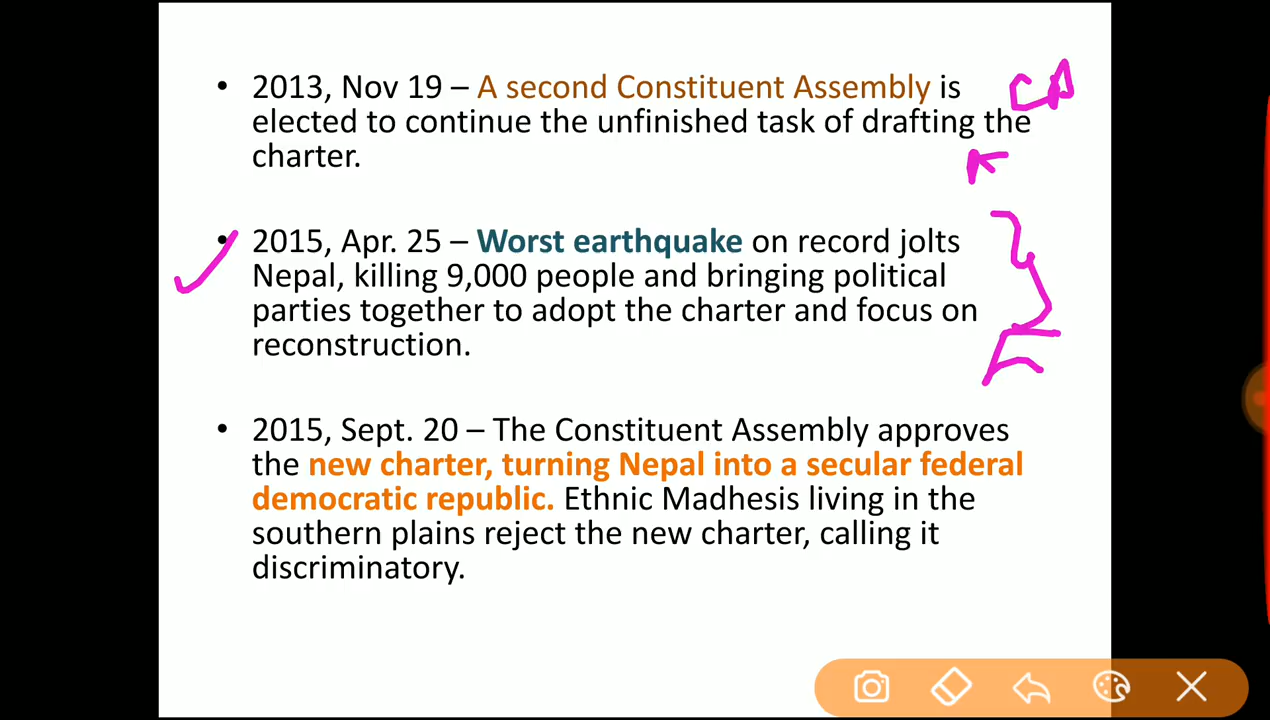 • 2013, Nov 19 – A second Constituent Assembly is
CA
elected to continue the unfinished task of drafting the
charter.
• 2015, Apr. 25 – Worst earthquake on record jolts
Nepal, killing 9,000 people and bringing political
parties together to adopt the charter and focus on
reconstruction.
• 2015, Sept. 20 – The Constituent Assembly approves
the new charter, turning Nepal into a secular federal
democratic republic. Ethnic Madhesis living in the
southern plains reject the new charter, calling it
discriminatory.